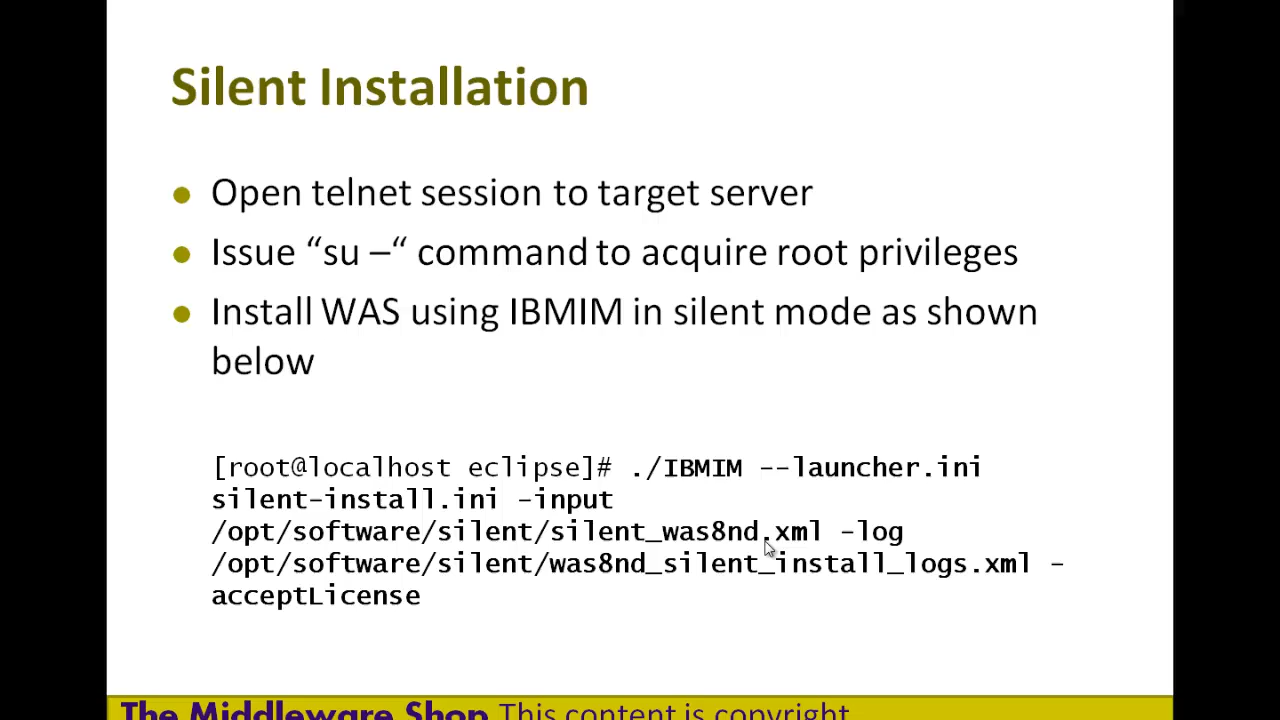 Silent Installation
Open telnet session to target server
Issue “su –“ command to acquire root privileges
Install WAS using IBMIM in silent mode as shown
below
[root@localhost eclipse]# ./IBMIM --launcher.ini
silent-install.ini -input
/opt/software/silent/silent_was8nd.xml -log
/opt/software/silent/was8nd_silent_install_logs.xml -
acceptLicense
The Middleware Shop This content is copyright